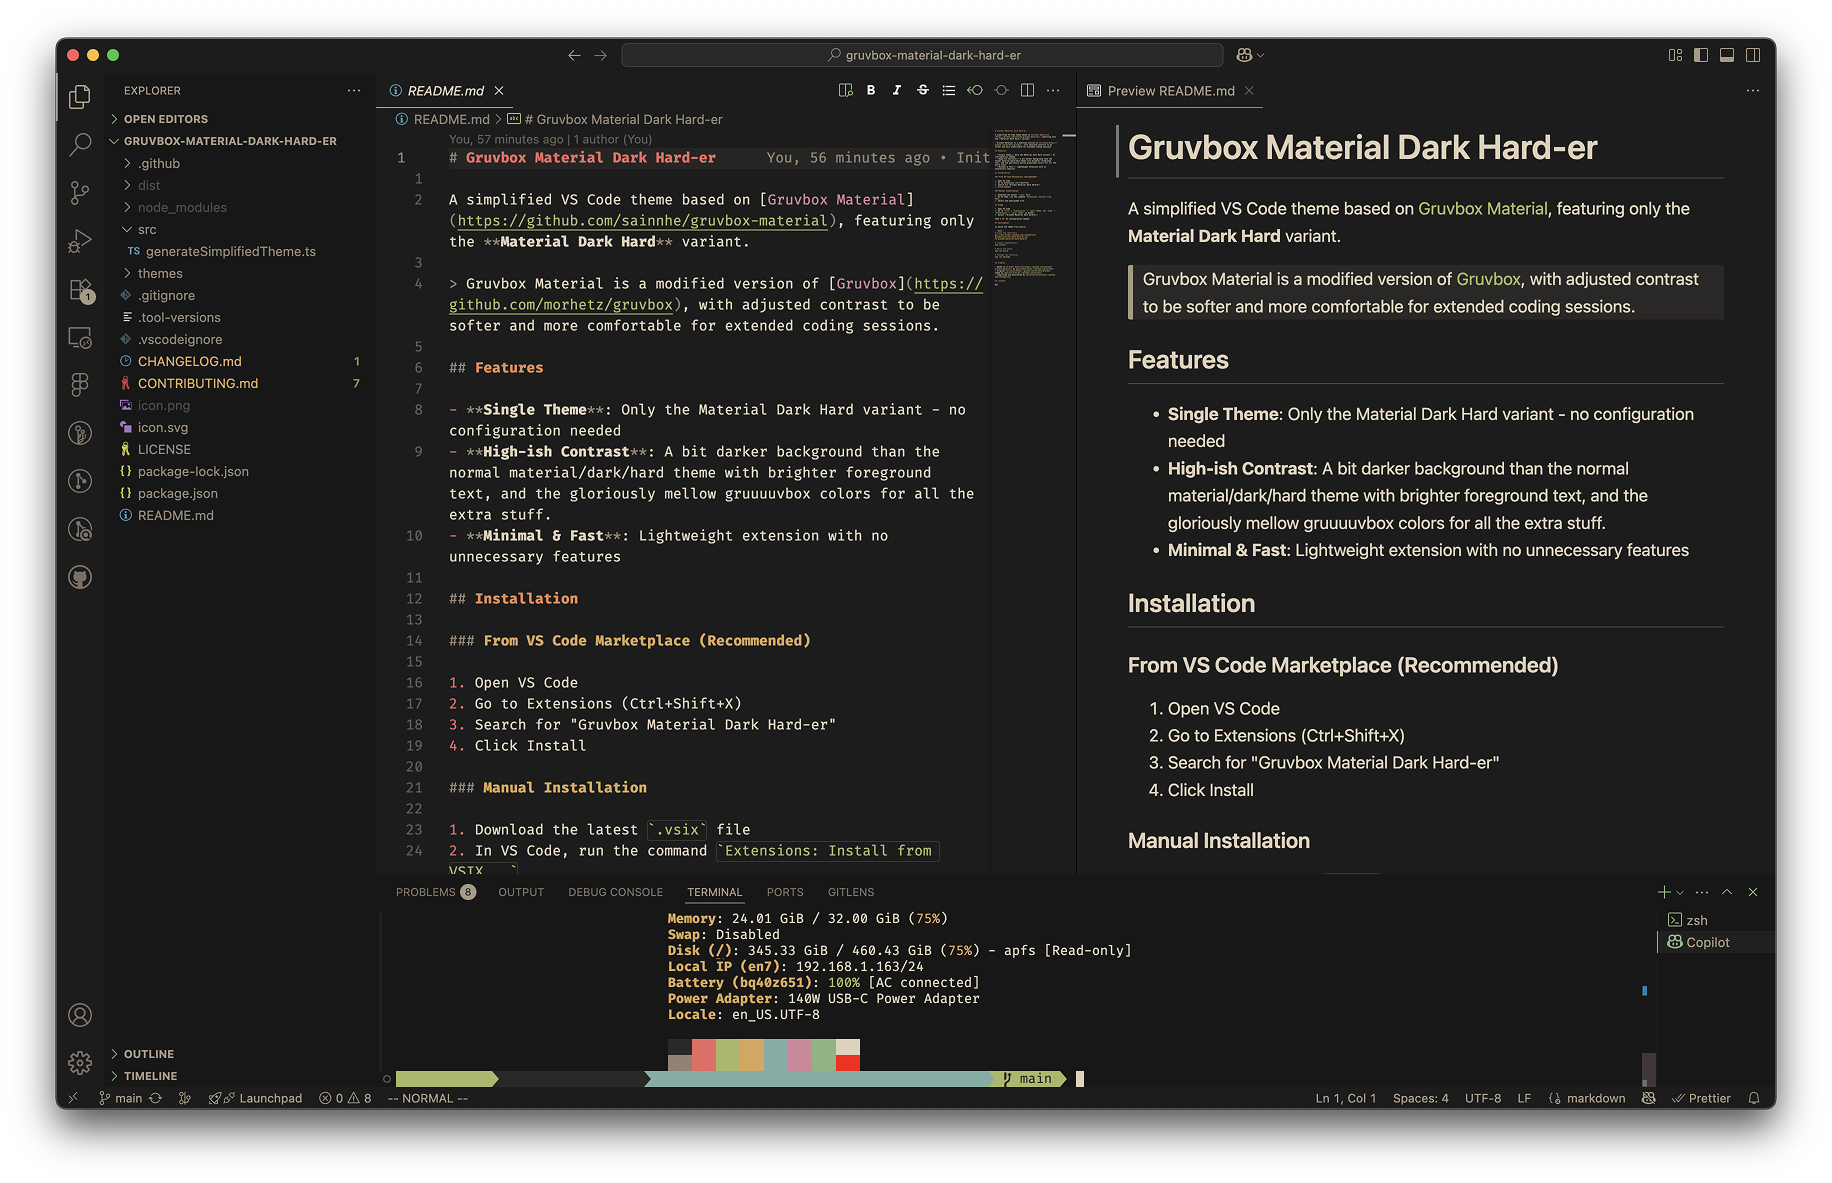 gruvbox-material-dark-hard-er
EXPLORER
OPEN EDITORS
GRUVBOX-MATERIAL-DARK-HARD-ER
.github
dist
node_modules
src
TS generateSimplifiedTheme.ts
themes
.gitignore
.tool-versions
.vscodeignore
CHANGELOG.md 1
CONTRIBUTING.md 7
icon.png
icon.svg
LICENSE
{} package-lock.json
{} package.json
README.md
OUTLINE
TIMELINE
1
README.md
README.md > # Gruvbox Material Dark Hard-er
You, 57 minutes ago | 1 author (You)
1 # Gruvbox Material Dark Hard-er You, 56 minutes ago • Init
1
2 A simplified VS Code theme based on [Gruvbox Material]
(https://github.com/sainnhe/gruvbox-material), featuring only
the **Material Dark Hard** variant.
3
4 > Gruvbox Material is a modified version of [Gruvbox](https://
github.com/morhetz/gruvbox), with adjusted contrast to be
softer and more comfortable for extended coding sessions.
5
6 ## Features
7
8 - **Single Theme**: Only the Material Dark Hard variant - no
configuration needed
9 - **High-ish Contrast**: A bit darker background than the
normal material/dark/hard theme with brighter foreground
text, and the gloriously mellow gruuuuvbox colors for all the
extra stuff.
10 - **Minimal & Fast**: Lightweight extension with no
unnecessary features
11
12 ## Installation
13
14 ### From VS Code Marketplace (Recommended)
15
16 1. Open VS Code
17 2. Go to Extensions (Ctrl+Shift+X)
18 3. Search for "Gruvbox Material Dark Hard-er"
19 4. Click Install
20
21 ### Manual Installation
22
23 1. Download the latest `.vsix` file
24 2. In VS Code, run the command `Extensions: Install from
VSIX...`
Preview README.md
Gruvbox Material Dark Hard-er
A simplified VS Code theme based on Gruvbox Material, featuring only the
Material Dark Hard variant.
Gruvbox Material is a modified version of Gruvbox, with adjusted contrast
to be softer and more comfortable for extended coding sessions.
Features
• Single Theme: Only the Material Dark Hard variant - no configuration
needed
• High-ish Contrast: A bit darker background than the normal
material/dark/hard theme with brighter foreground text, and the
gloriously mellow gruuuuvbox colors for all the extra stuff.
• Minimal & Fast: Lightweight extension with no unnecessary features
Installation
From VS Code Marketplace (Recommended)
1. Open VS Code
2. Go to Extensions (Ctrl+Shift+X)
3. Search for "Gruvbox Material Dark Hard-er"
4. Click Install
Manual Installation
PROBLEMS 8 OUTPUT DEBUG CONSOLE TERMINAL PORTS GITLENS
Memory: 24.01 GiB / 32.00 GiB (75%)
Swap: Disabled
Disk (/): 345.33 GiB / 460.43 GiB (75%) - apfs [Read-only]
Local IP (en7): 192.168.1.163/24
Battery (bq40z651): 100% [AC connected]
Power Adapter: 140W USB-C Power Adapter
Locale: en_US.UTF-8
main
zsh
Copilot
main Launchpad 0 8 -- NORMAL -- Ln 1, Col 1 Spaces: 4 UTF-8 LF markdown Prettier